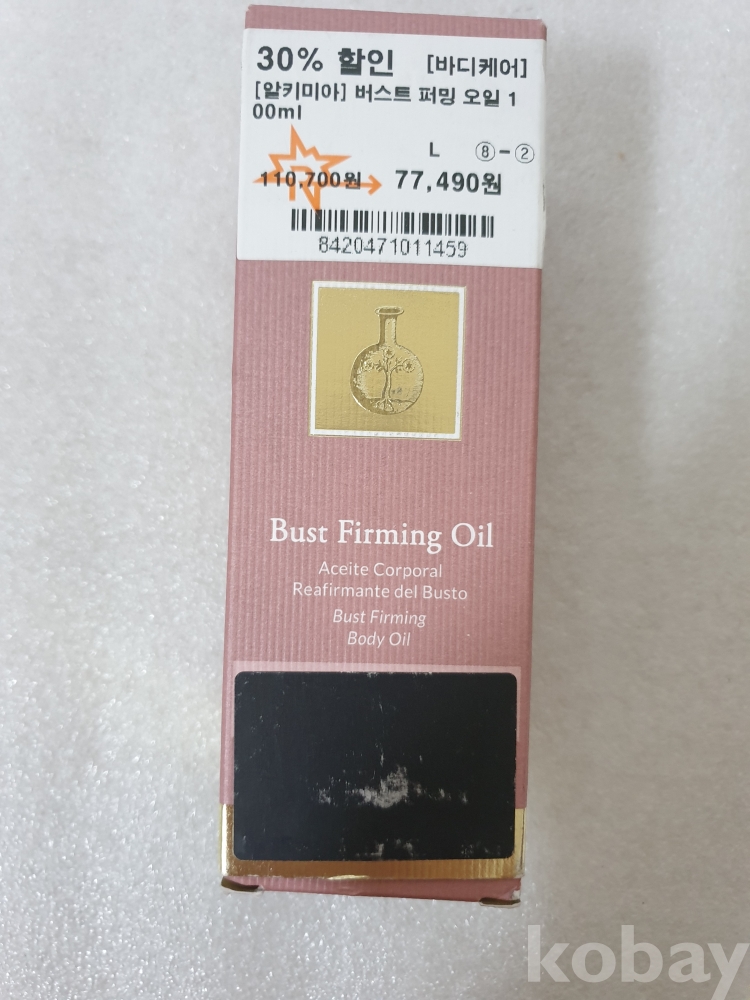 30% 할인 [바디케어]
[알키미아] 버스트 퍼밍 오일 1
00ml
L ⑧-②
110,700원 → 77,490원
8420471011459
Bust Firming Oil
Aceite Corporal
Reafirmante del Busto
Bust Firming
Body Oil
kobay